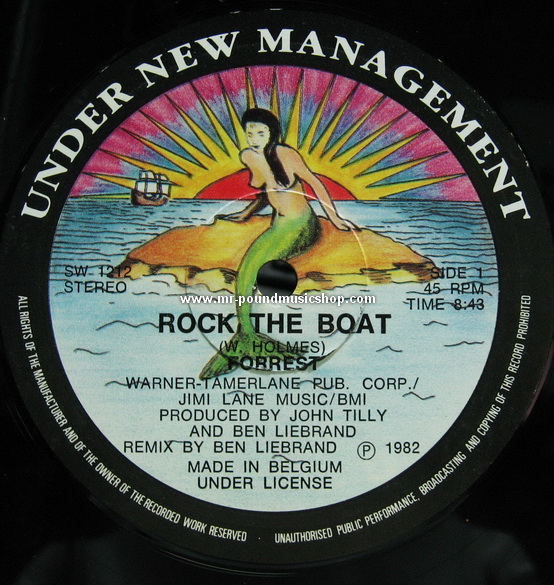 UNDER NEW MANAGEMENT
SW 1212
STEREO
SIDE 1
45 RPM
TIME 8:43
www.mr-poundmusicshop.com
ROCK THE BOAT
(W. HOLMES)
FORREST
WARNER-TAMERLANE PUB. CORP./
JIMI LANE MUSIC/BMI
PRODUCED BY JOHN TILLY
AND BEN LIEBRAND
REMIX BY BEN LIEBRAND Ⓟ 1982
MADE IN BELGIUM
UNDER LICENSE
ALL RIGHTS OF THE MANUFACTURER AND OF THE OWNER OF THE RECORDED WORK RESERVED · UNAUTHORISED PUBLIC PERFORMANCE, BROADCASTING AND COPYING OF THIS RECORD PROHIBITED